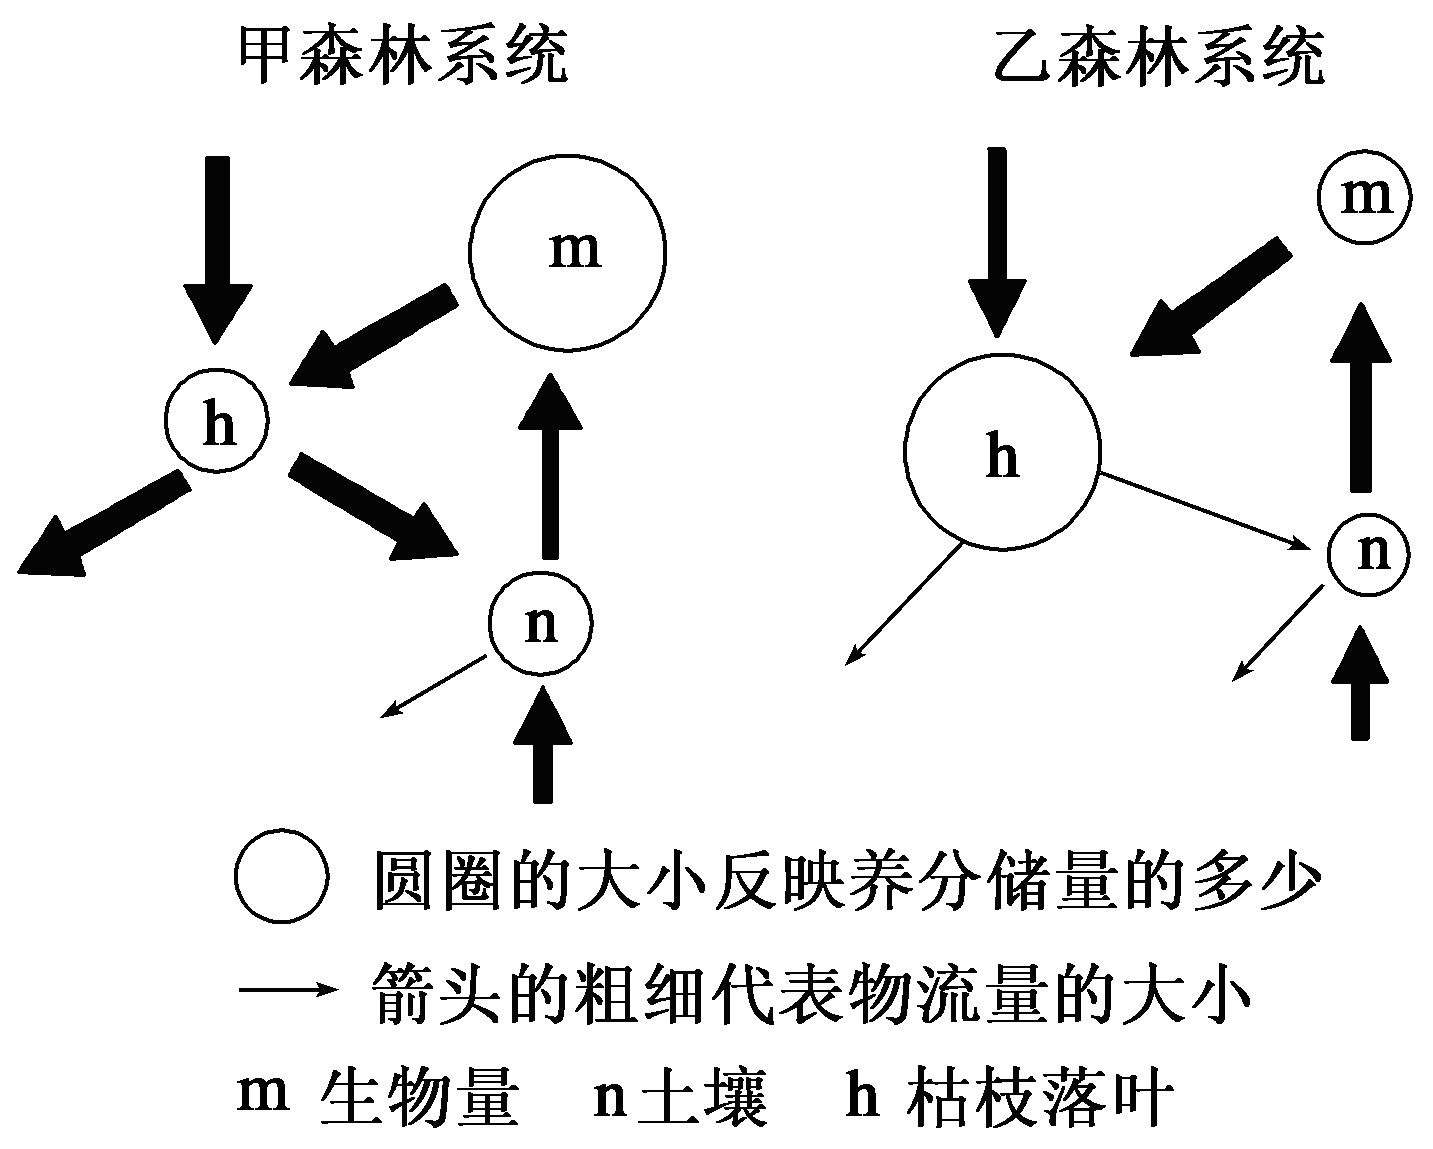 甲森林系统
乙森林系统
m
m
h
h
n
n
圆圈的大小反映养分储量的多少
箭头的粗细代表物流量的大小
m 生物量 n土壤 h 枯枝落叶